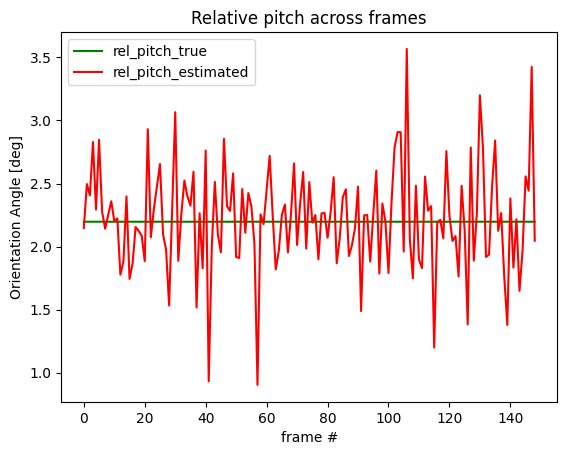 Relative pitch across frames
rel_pitch_true
rel_pitch_estimated
Orientation Angle [deg]
3.5
3.0
2.5
2.0
1.5
1.0
0 20 40 60 80 100 120 140
frame #